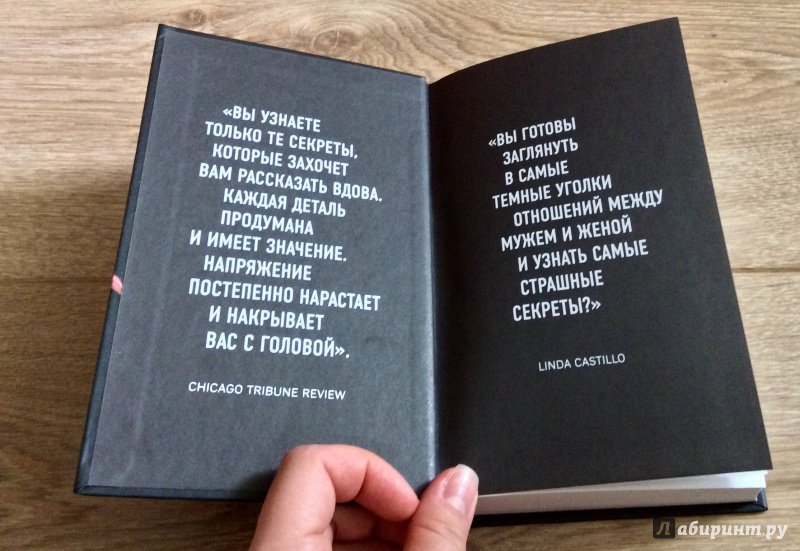 «ВЫ УЗНАЕТЕ
ТОЛЬКО ТЕ СЕКРЕТЫ,
КОТОРЫЕ ЗАХОЧЕТ
ВАМ РАССКАЗАТЬ ВДОВА.
КАЖДАЯ ДЕТАЛЬ
ПРОДУМАНА
И ИМЕЕТ ЗНАЧЕНИЕ.
НАПРЯЖЕНИЕ
ПОСТЕПЕННО НАРАСТАЕТ
И НАКРЫВАЕТ
ВАС С ГОЛОВОЙ».
CHICAGO TRIBUNE REVIEW
«ВЫ ГОТОВЫ
ЗАГЛЯНУТЬ
В САМЫЕ
ТЕМНЫЕ УГОЛКИ
ОТНОШЕНИЙ МЕЖДУ
МУЖЕМ И ЖЕНОЙ
И УЗНАТЬ САМЫЕ
СТРАШНЫЕ
СЕКРЕТЫ?»
LINDA CASTILLO
Лабиринт.ру